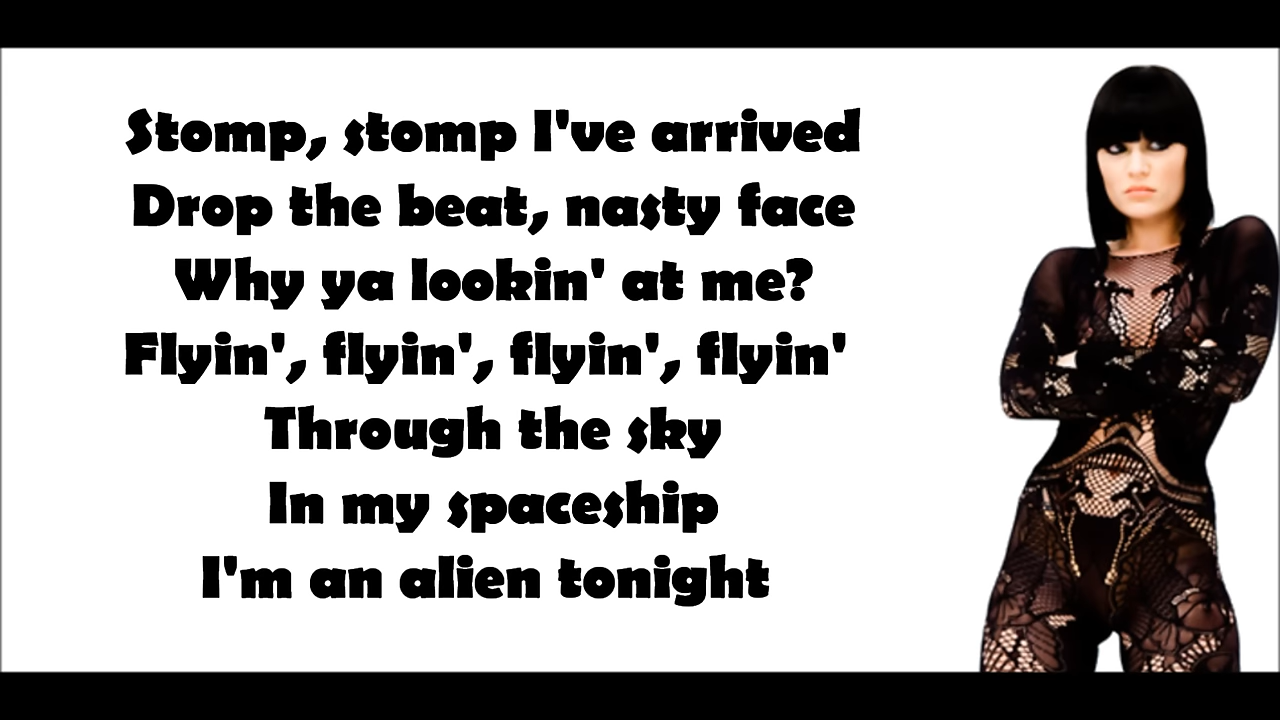 Stomp, stomp I've arrived
Drop the beat, nasty face
Why ya lookin' at me?
Flyin', flyin', flyin', flyin'
Through the sky
In my spaceship
I'm an alien tonight